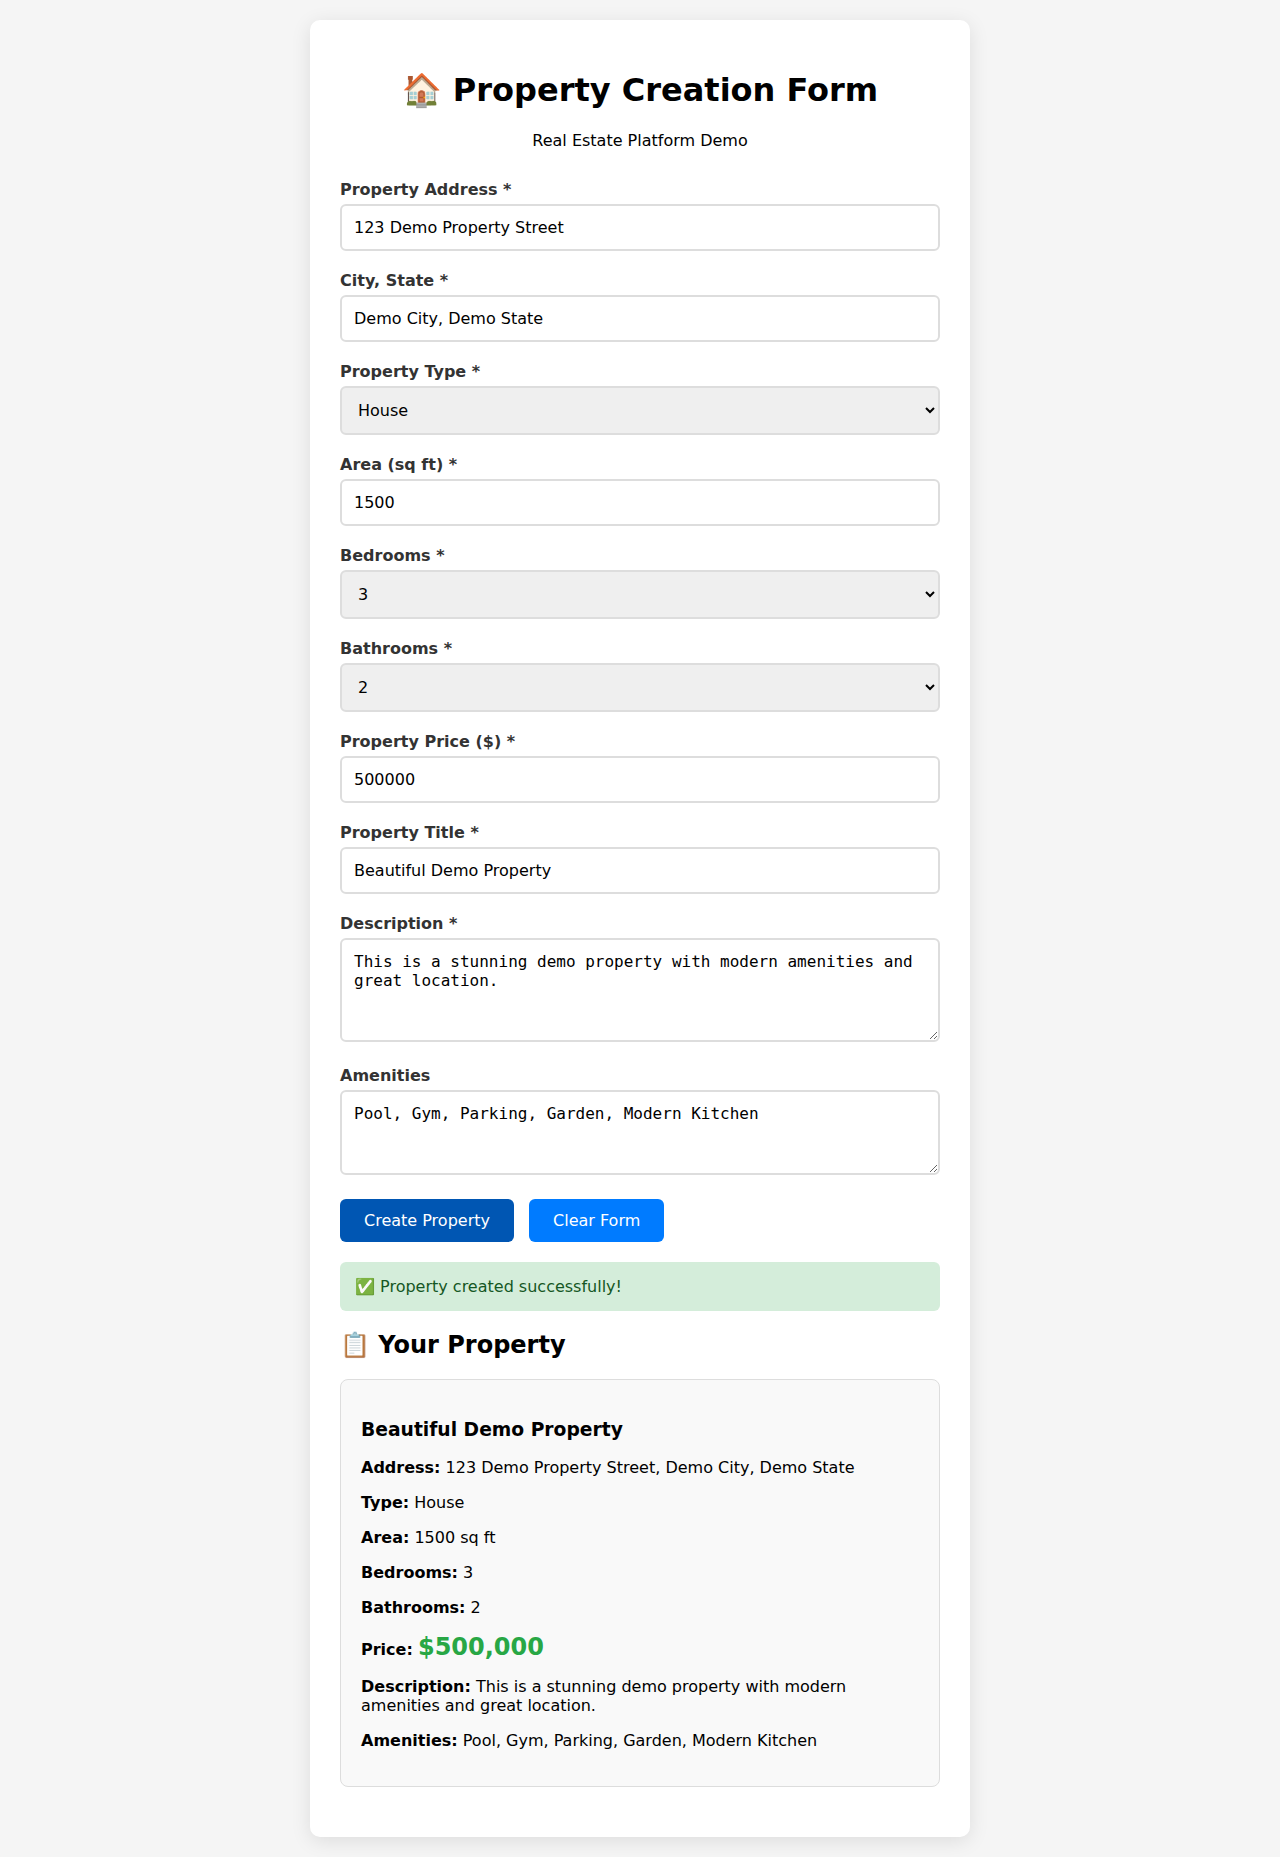 🏠 Property Creation Form
Real Estate Platform Demo
Property Address *
123 Demo Property Street
City, State *
Demo City, Demo State
Property Type *
House
Area (sq ft) *
1500
Bedrooms *
3
Bathrooms *
2
Property Price ($) *
500000
Property Title *
Beautiful Demo Property
Description *
This is a stunning demo property with modern amenities and
great location.
Amenities
Pool, Gym, Parking, Garden, Modern Kitchen
Create Property
Clear Form
✅ Property created successfully!
📋 Your Property
Beautiful Demo Property
Address: 123 Demo Property Street, Demo City, Demo State
Type: House
Area: 1500 sq ft
Bedrooms: 3
Bathrooms: 2
Price: $500,000
Description: This is a stunning demo property with modern
amenities and great location.
Amenities: Pool, Gym, Parking, Garden, Modern Kitchen